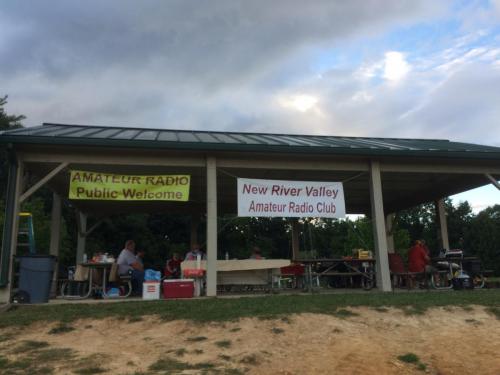 AMATEUR RADIO
Public Welcome
New River Valley
Amateur Radio Club